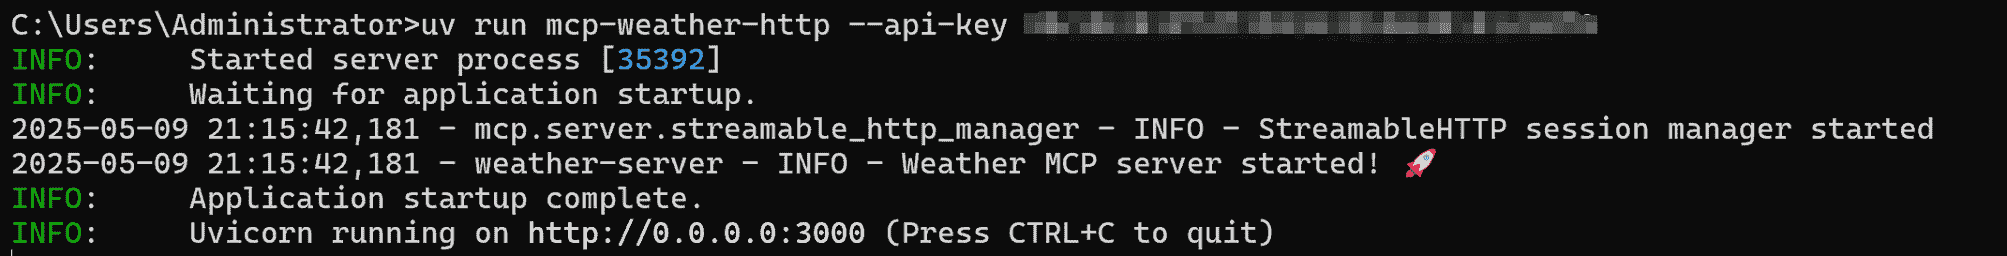 C:\Users\Administrator>uv run mcp-weather-http --api-key
INFO:     Started server process [35392]
INFO:     Waiting for application startup.
2025-05-09 21:15:42,181 - mcp.server.streamable_http_manager - INFO - StreamableHTTP session manager started
2025-05-09 21:15:42,181 - weather-server - INFO - Weather MCP server started! 🚀
INFO:     Application startup complete.
INFO:     Uvicorn running on http://0.0.0.0:3000 (Press CTRL+C to quit)